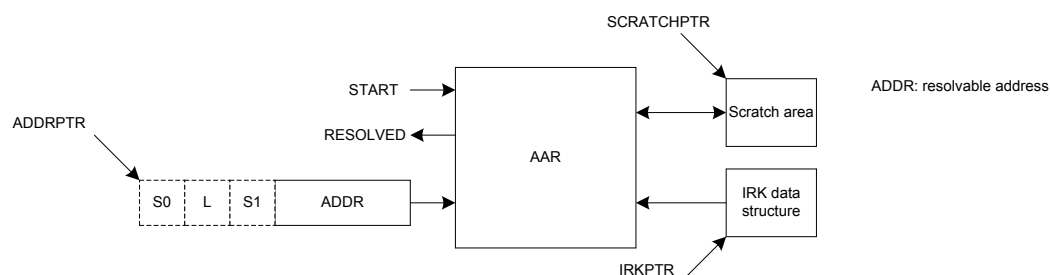 SCRATCHPTR
START
ADDR: resolvable address
Scratch area
ADDRPTR
RESOLVED
AAR
S0 L S1 ADDR
IRK data
structure
IRKPTR